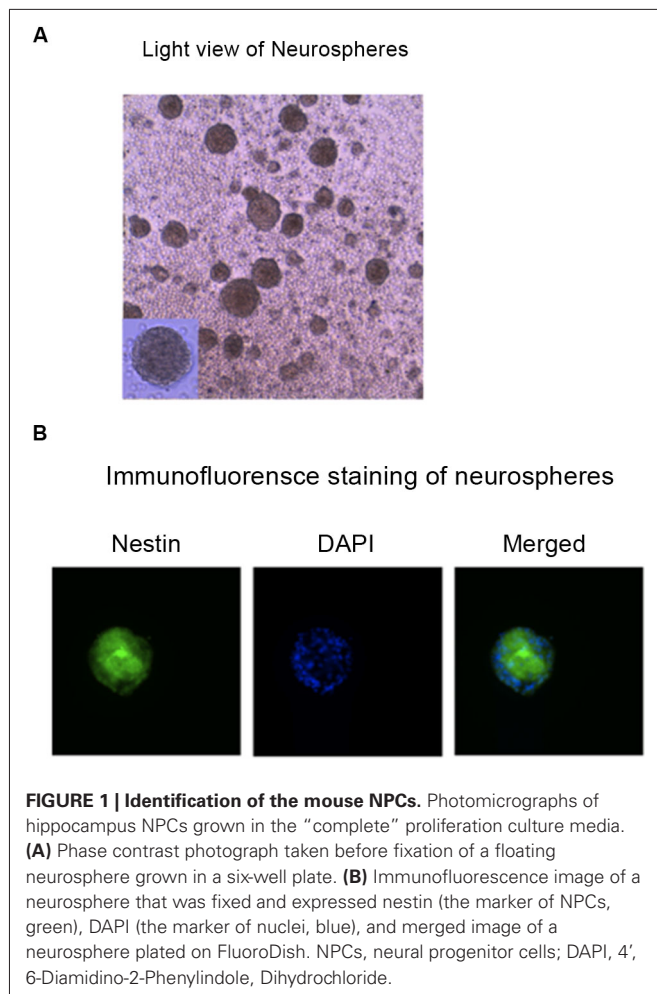 A
Light view of Neurospheres
B
Immunofluorensce staining of neurospheres
Nestin DAPI Merged
FIGURE 1 | Identification of the mouse NPCs. Photomicrographs of
hippocampus NPCs grown in the “complete” proliferation culture media.
(A) Phase contrast photograph taken before fixation of a floating
neurosphere grown in a six-well plate. (B) Immunofluorescence image of a
neurosphere that was fixed and expressed nestin (the marker of NPCs,
green), DAPI (the marker of nuclei, blue), and merged image of a
neurosphere plated on FluoroDish. NPCs, neural progenitor cells; DAPI, 4′,
6-Diamidino-2-Phenylindole, Dihydrochloride.